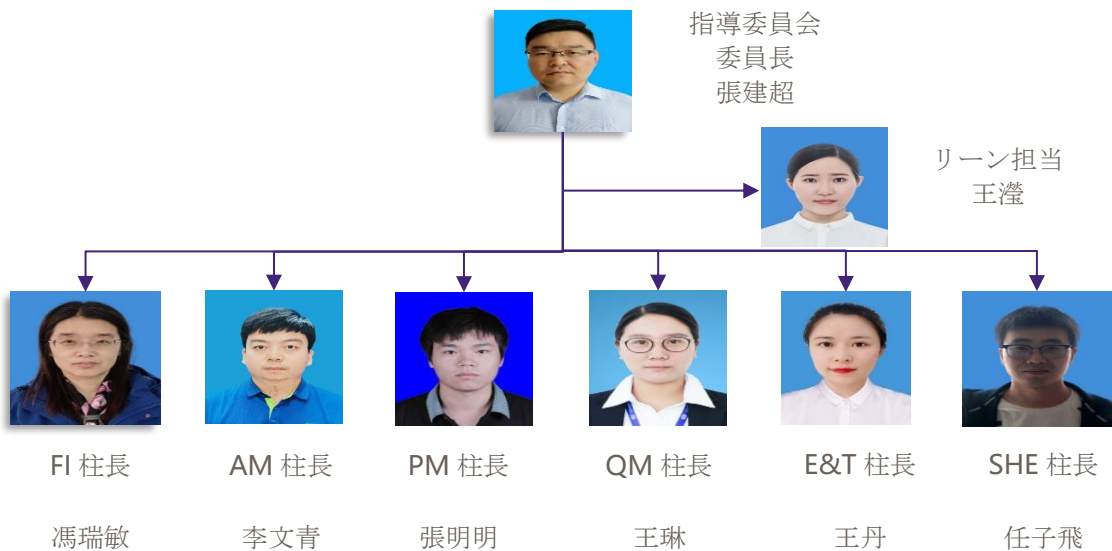 指導委員会
委員長
張建超
リーン担当
王瀅
FI 柱長
AM 柱長
PM 柱長
QM 柱長
E&T 柱長
SHE 柱長
馮瑞敏
李文青
張明明
王琳
王丹
任子飛